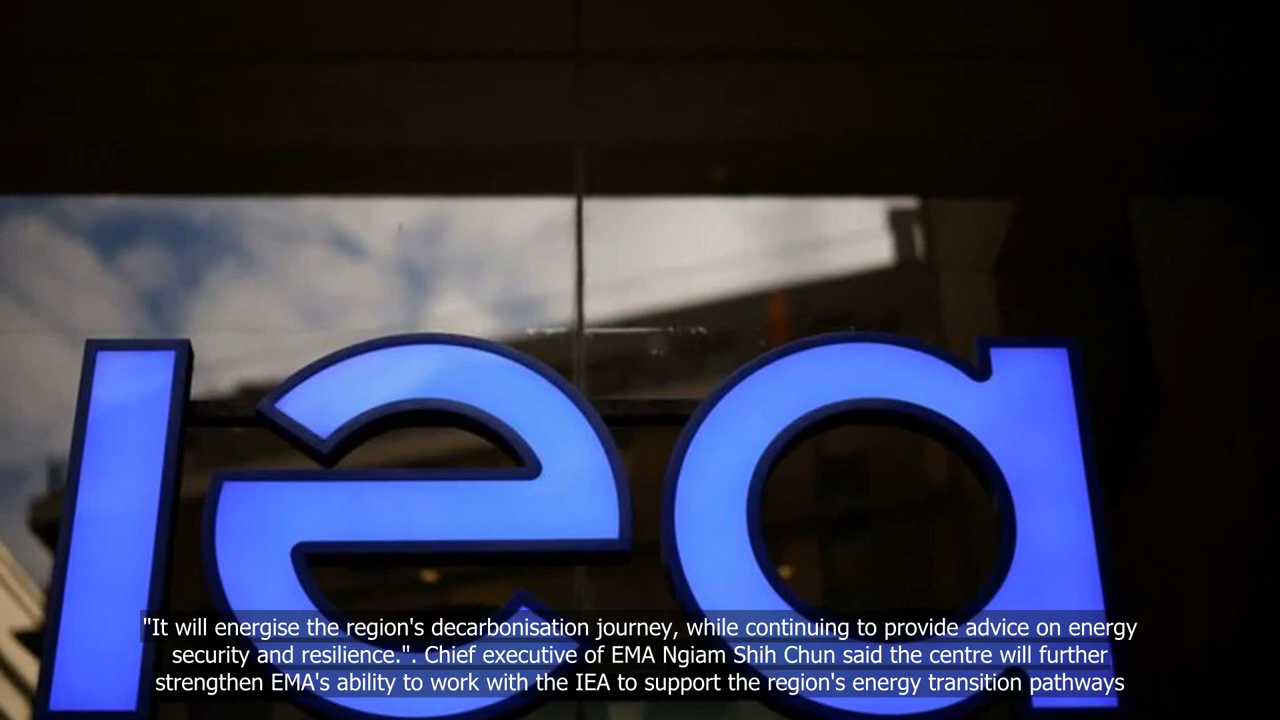 Iea
"It will energise the region's decarbonisation journey, while continuing to provide advice on energy
security and resilience.". Chief executive of EMA Ngiam Shih Chun said the centre will further
strengthen EMA's ability to work with the IEA to support the region's energy transition pathways